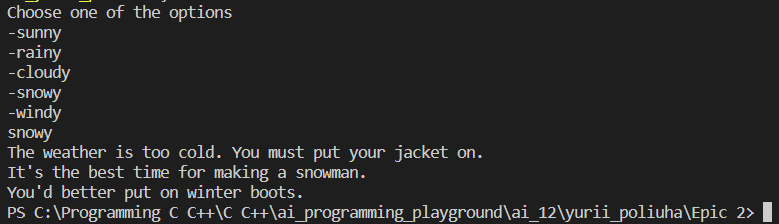 Choose one of the options
-sunny
-rainy
-cloudy
-snowy
-windy
snowy
The weather is too cold. You must put your jacket on.
It's the best time for making a snowman.
You'd better put on winter boots.
PS C:\Programming C C++\C C++\ai_programming_playground\ai_12\yurii_poliuha\Epic 2>